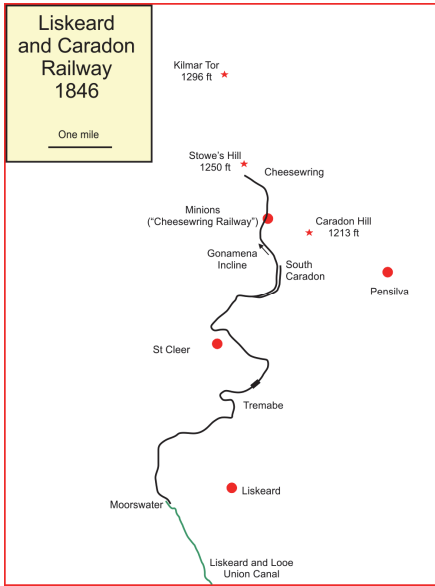 Liskeard
and Caradon
Railway
1846
One mile
Kilmar Tor
1296 ft
Stowe's Hill
1250 ft
Cheesewring
Minions
("Cheesewring Railway")
Caradon Hill
1213 ft
Gonamena
Incline
South
Caradon
Pensilva
St Cleer
Tremabe
Liskeard
Moorswater
Liskeard and Looe
Union Canal